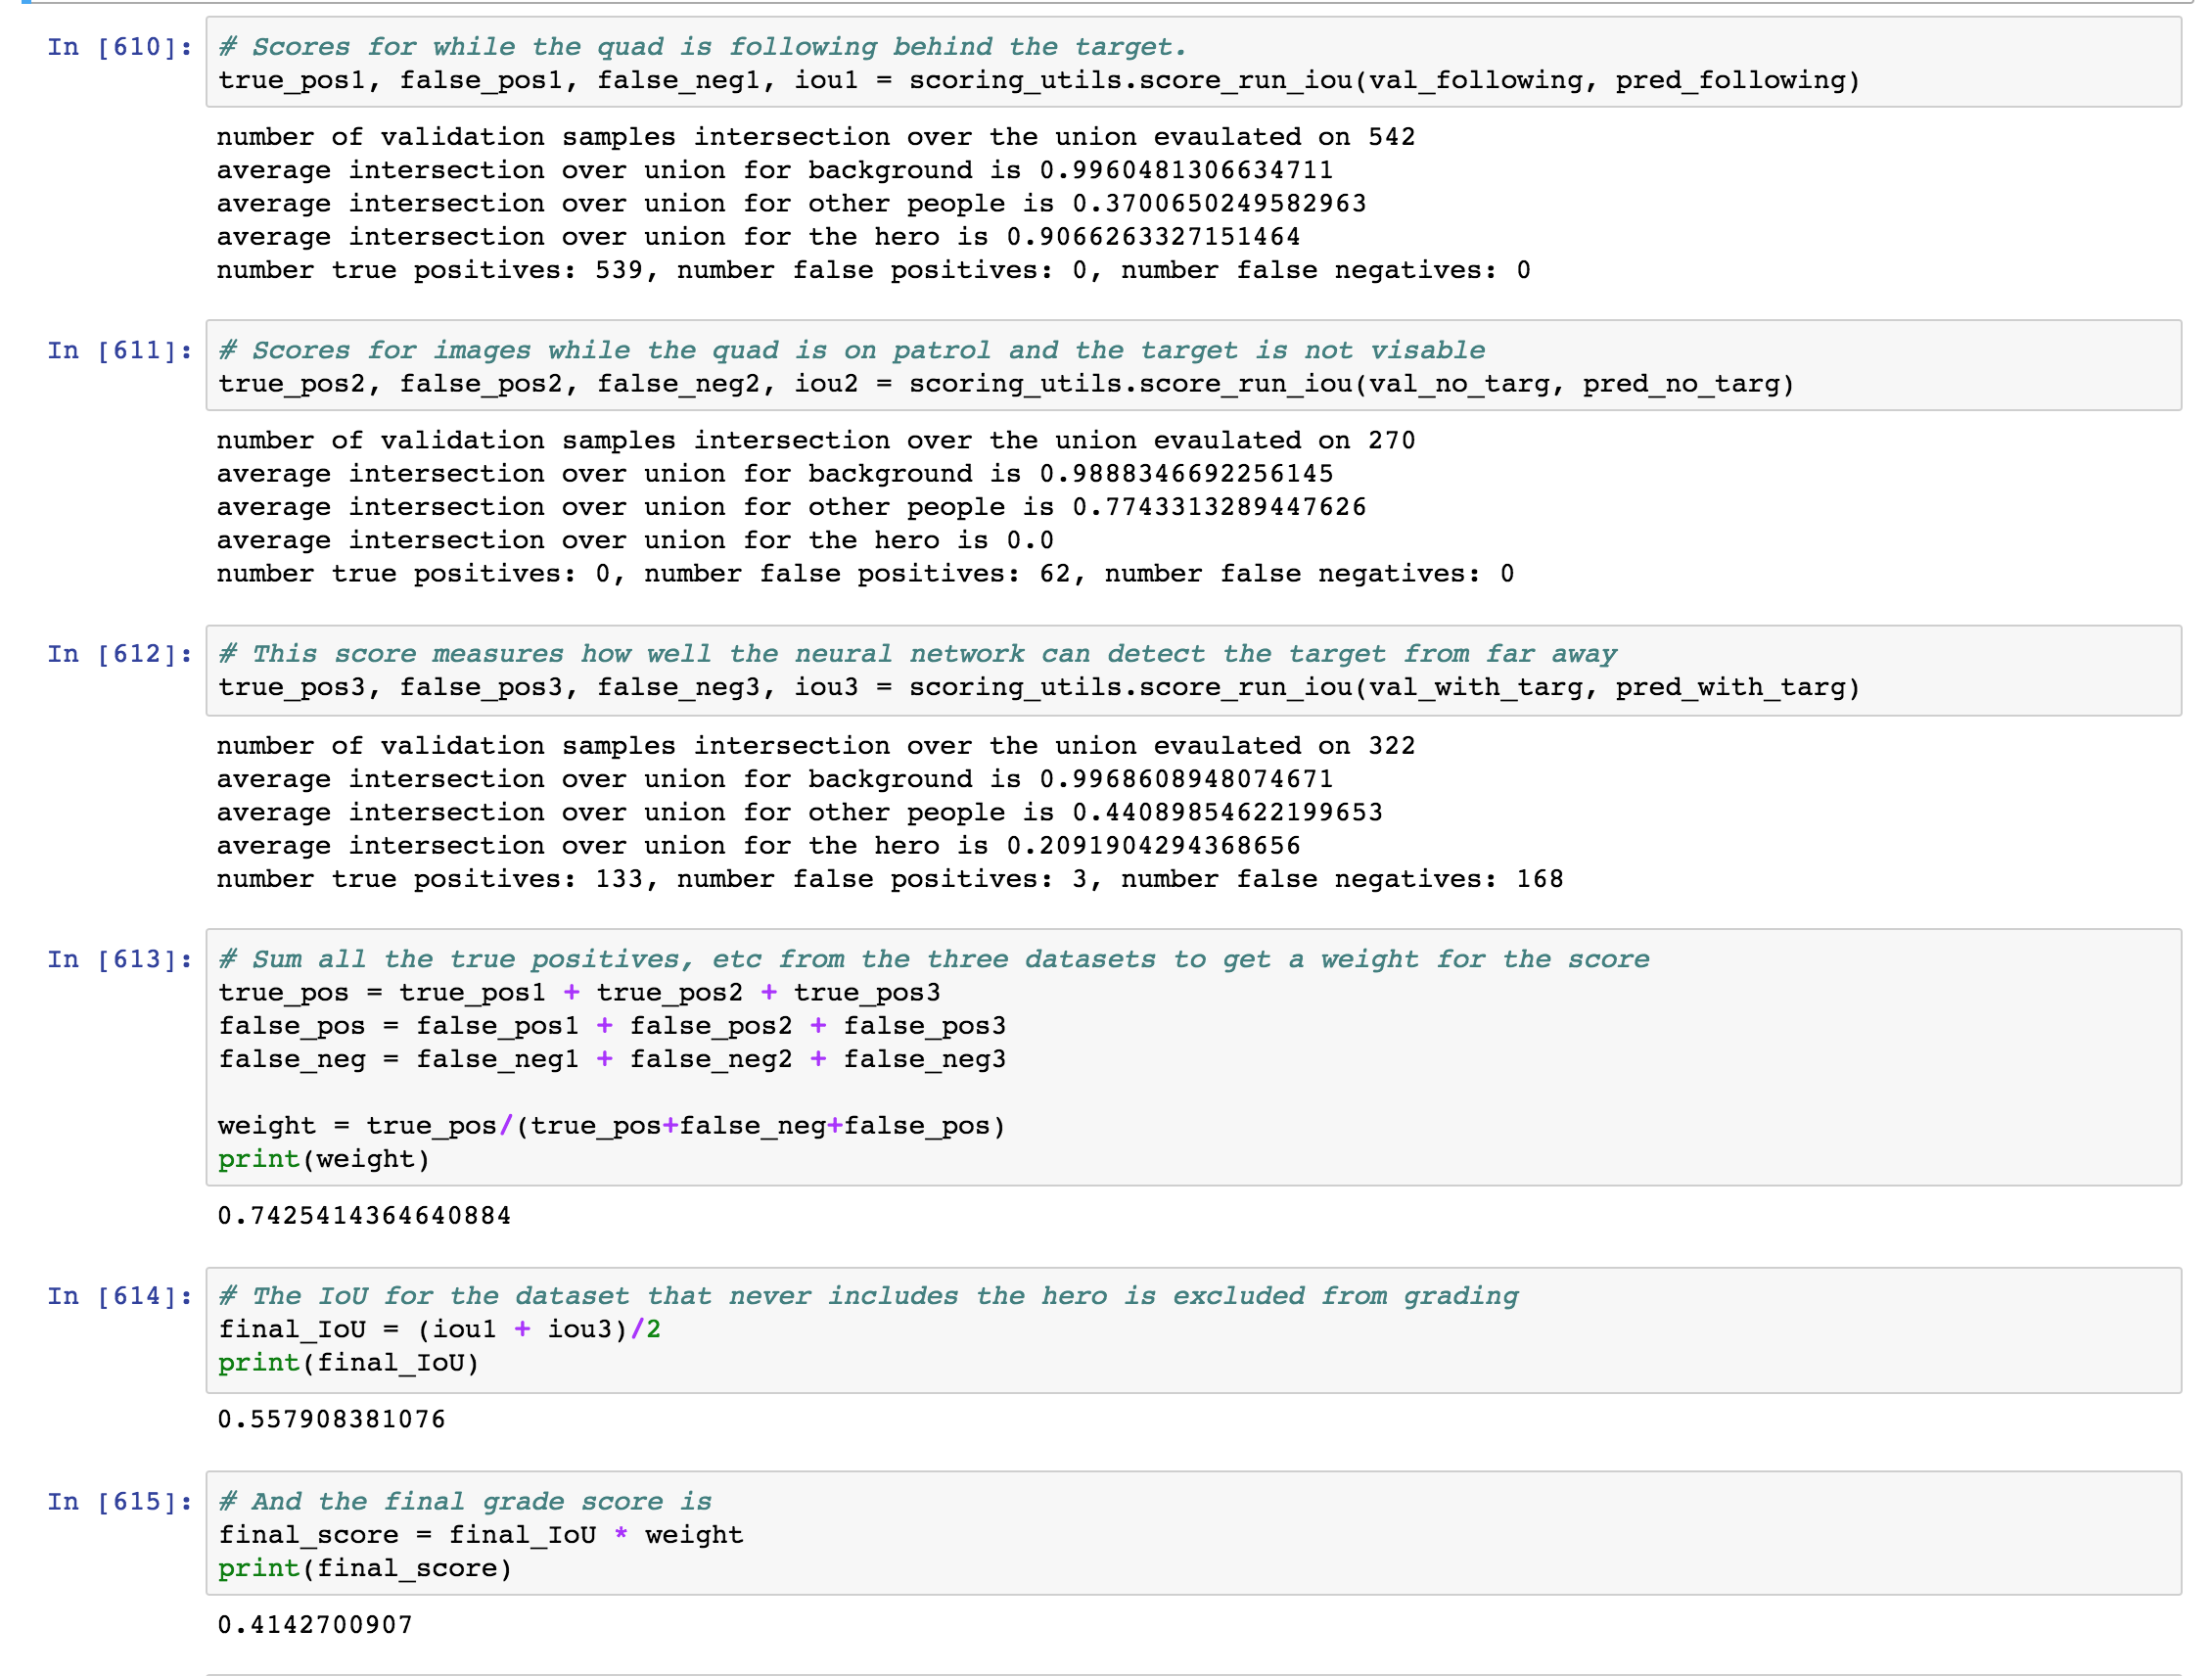 In [610]: # Scores for while the quad is following behind the target.
true_pos1, false_pos1, false_neg1, iou1 = scoring_utils.score_run_iou(val_following, pred_following)
number of validation samples intersection over the union evaulated on 542
average intersection over union for background is 0.9960481306634711
average intersection over union for other people is 0.3700650249582963
average intersection over union for the hero is 0.9066263327151464
number true positives: 539, number false positives: 0, number false negatives: 0
In [611]: # Scores for images while the quad is on patrol and the target is not visable
true_pos2, false_pos2, false_neg2, iou2 = scoring_utils.score_run_iou(val_no_targ, pred_no_targ)
number of validation samples intersection over the union evaulated on 270
average intersection over union for background is 0.9888346692256145
average intersection over union for other people is 0.7743313289447626
average intersection over union for the hero is 0.0
number true positives: 0, number false positives: 62, number false negatives: 0
In [612]: # This score measures how well the neural network can detect the target from far away
true_pos3, false_pos3, false_neg3, iou3 = scoring_utils.score_run_iou(val_with_targ, pred_with_targ)
number of validation samples intersection over the union evaulated on 322
average intersection over union for background is 0.9968608948074671
average intersection over union for other people is 0.44089854622199653
average intersection over union for the hero is 0.2091904294368656
number true positives: 133, number false positives: 3, number false negatives: 168
In [613]: # Sum all the true positives, etc from the three datasets to get a weight for the score
true_pos = true_pos1 + true_pos2 + true_pos3
false_pos = false_pos1 + false_pos2 + false_pos3
false_neg = false_neg1 + false_neg2 + false_neg3
weight = true_pos/(true_pos+false_neg+false_pos)
print(weight)
0.7425414364640884
In [614]: # The IoU for the dataset that never includes the hero is excluded from grading
final_IoU = (iou1 + iou3)/2
print(final_IoU)
0.557908381076
In [615]: # And the final grade score is
final_score = final_IoU * weight
print(final_score)
0.4142700907